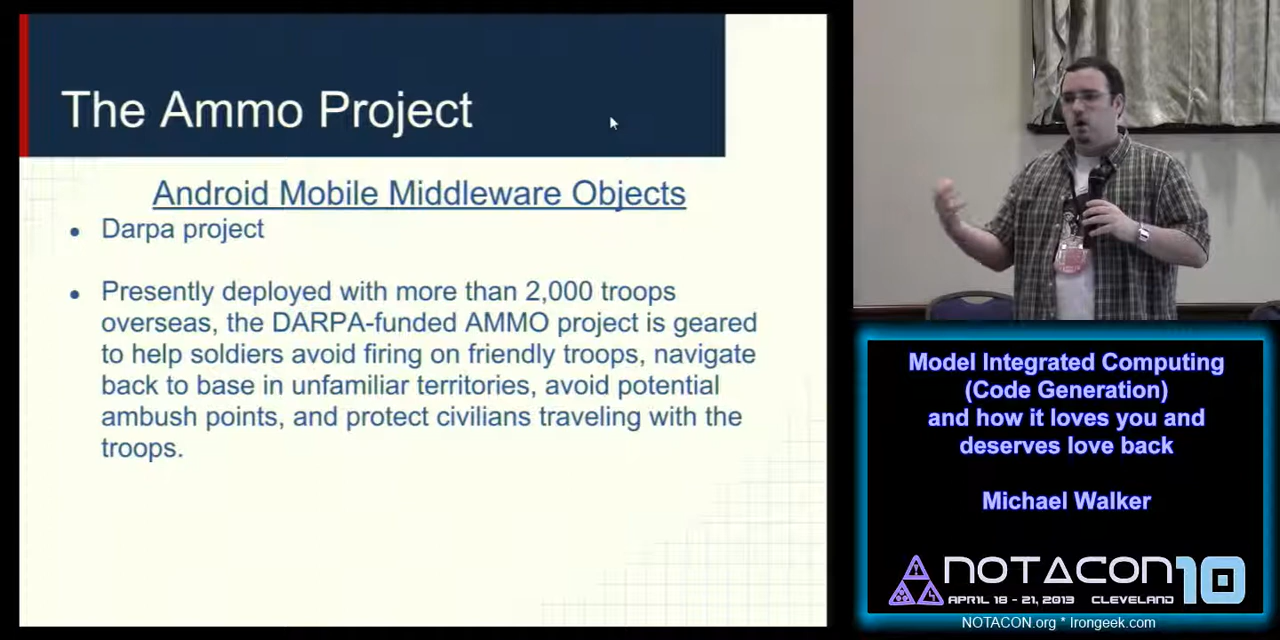 The Ammo Project
Android Mobile Middleware Objects
Darpa project
Presently deployed with more than 2,000 troops
overseas, the DARPA-funded AMMO project is geared
to help soldiers avoid firing on friendly troops, navigate
back to base in unfamiliar territories, avoid potential
ambush points, and protect civilians traveling with the
troops.
Model Integrated Computing
(Code Generation)
and how it loves you and
deserves love back
Michael Walker
NOTACON 10
APRIL 18 - 21, 2013 CLEVELAND
NOTACON.org * Irongeek.com